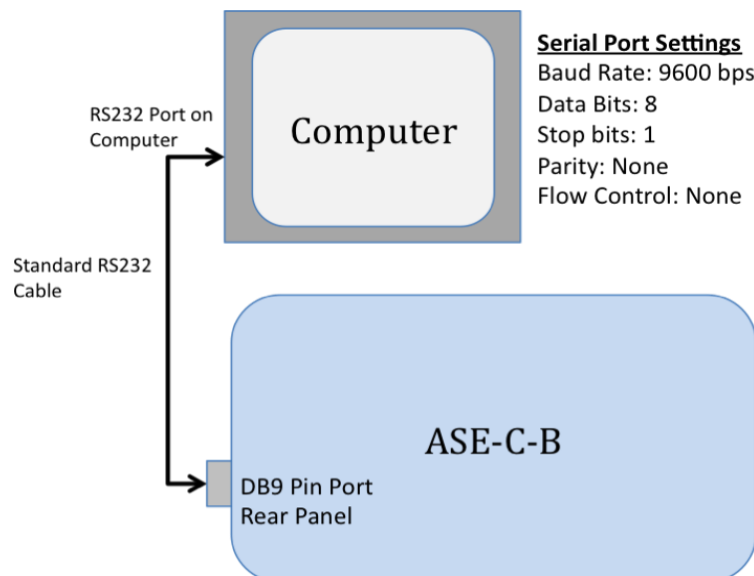 Serial Port Settings
Baud Rate: 9600 bps
Data Bits: 8
Stop bits: 1
Parity: None
Flow Control: None
RS232 Port on
Computer
Computer
Standard RS232
Cable
ASE-C-B
DB9 Pin Port
Rear Panel